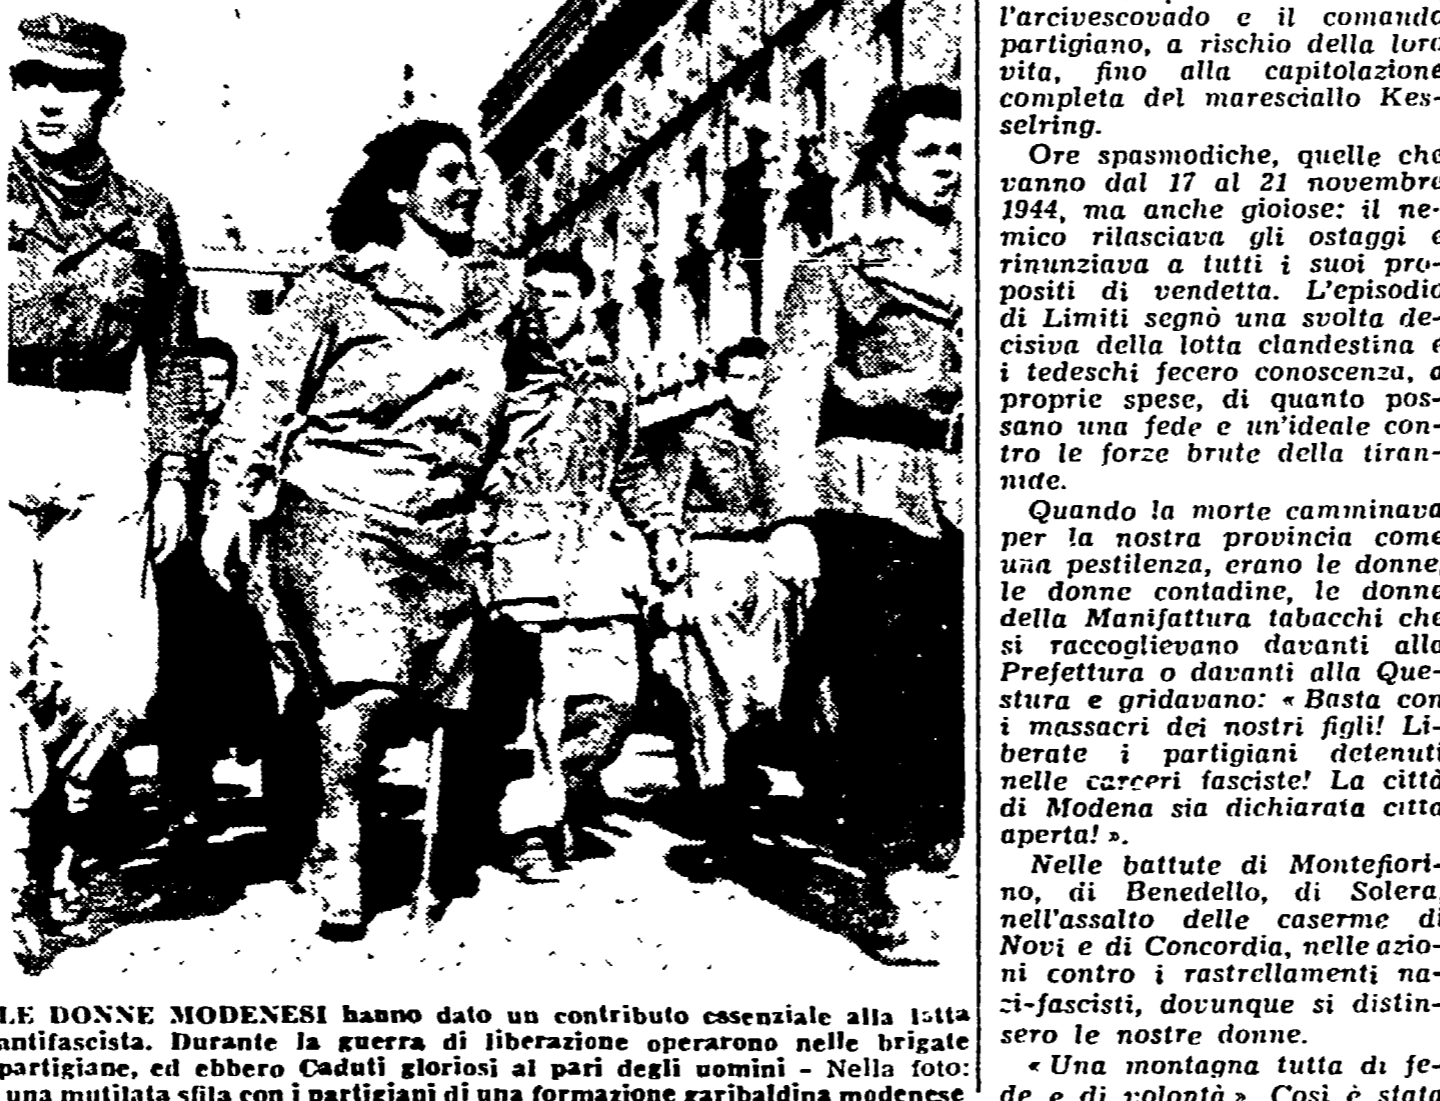 LE DONNE MODENESI hanno dato un contributo essenziale alla lotta
antifascista. Durante la guerra di liberazione operarono nelle brigate
partigiane, ed ebbero Caduti gloriosi al pari degli uomini - Nella foto:
una mutilata sfila con i partigiani di una formazione garibaldina modenese
l'arcivescovado e il comando
partigiano, a rischio della loro
vita, fino alla capitolazione
completa del maresciallo Kes-
selring.
Ore spasmodiche, quelle che
vanno dal 17 al 21 novembre
1944, ma anche gioiose: il ne-
mico rilasciava gli ostaggi e
rinunziava a tutti i suoi pro-
positi di vendetta. L'episodio
di Limiti segnò una svolta de-
cisiva della lotta clandestina e
i tedeschi fecero conoscenza, a
proprie spese, di quanto pos-
sano una fede e un'ideale con-
tro le forze brute della tiran-
nide.
Quando la morte camminava
per la nostra provincia come
una pestilenza, erano le donne,
le donne contadine, le donne
della Manifattura tabacchi che
si raccoglievano davanti alla
Prefettura o davanti alla Que-
stura e gridavano: « Basta con
i massacri dei nostri figli! Li-
berate i partigiani detenuti
nelle carceri fasciste! La città
di Modena sia dichiarata città
aperta! ».
Nelle battute di Montefiori-
no, di Benedello, di Solera,
nell'assalto delle caserme di
Novi e di Concordia, nelle azio-
ni contro i rastrellamenti na-
zi-fascisti, dovunque si distin-
sero le nostre donne.
« Una montagna tutta di fe-
de e di volontà ». Così è stata